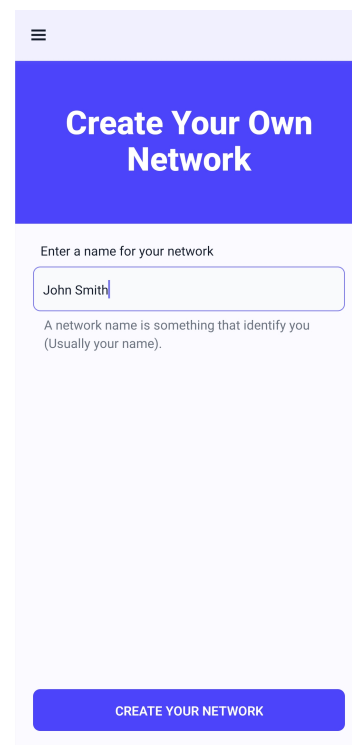 Create Your Own
Network
Enter a name for your network
John Smith
A network name is something that identify you
(Usually your name).
CREATE YOUR NETWORK